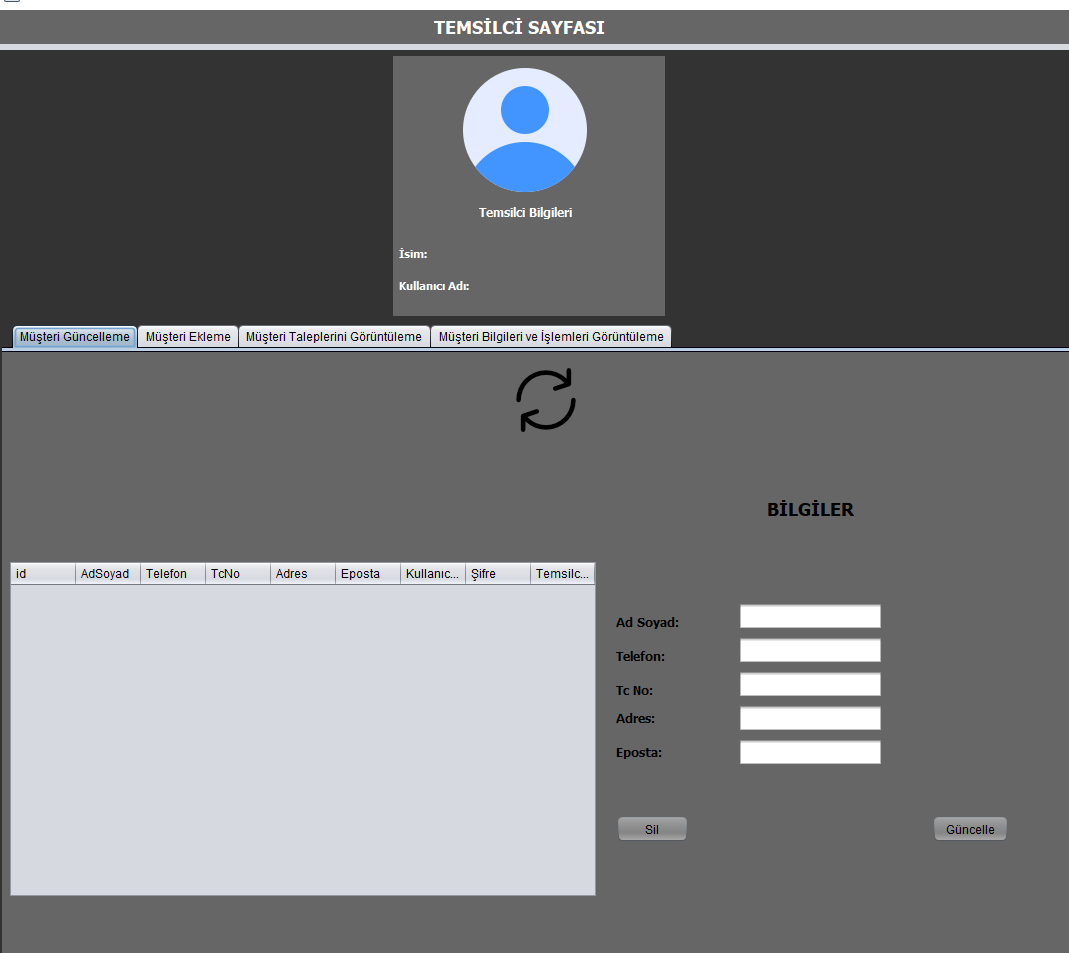 TEMSİLCİ SAYFASI
Temsilci Bilgileri
İsim:
Kullanıcı Adı:
Müşteri Güncelleme Müşteri Ekleme Müşteri Taleplerini Görüntüleme Müşteri Bilgileri ve İşlemleri Görüntüleme
BİLGİLER
id AdSoyad Telefon TcNo Adres Eposta Kullanıc... Şifre Temsilc...
Ad Soyad:
Telefon:
Tc No:
Adres:
Eposta:
Sil Güncelle